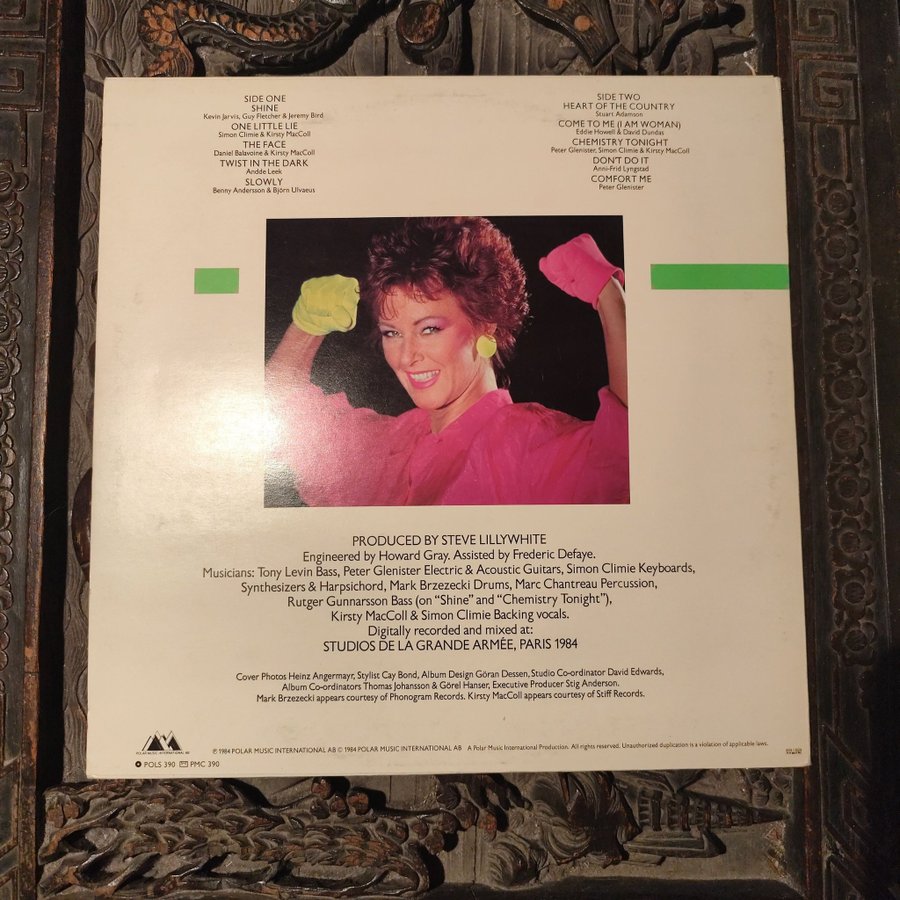 SIDE ONE
SHINE
Kevin Jarvis, Guy Fletcher & Jeremy Bird
ONE LITTLE LIE
Simon Climie & Kirsty MacColl
THE FACE
Daniel Balavoine & Kirsty MacColl
TWIST IN THE DARK
Andde Leek
SLOWLY
Benny Andersson & Björn Ulvaeus
SIDE TWO
HEART OF THE COUNTRY
Stuart Adamson
COME TO ME (I AM WOMAN)
Eddie Howell & David Dundas
CHEMISTRY TONIGHT
Peter Glenister, Simon Climie & Kirsty MacColl
DON'T DO IT
Anni-Frid Lyngstad
COMFORT ME
Peter Glenister
PRODUCED BY STEVE LILLYWHITE
Engineered by Howard Gray. Assisted by Frederic Defaye.
Musicians: Tony Levin Bass, Peter Glenister Electric & Acoustic Guitars, Simon Climie Keyboards,
Synthesizers & Harpsichord, Mark Brzezecki Drums, Marc Chantreau Percussion,
Rutger Gunnarsson Bass (on “Shine” and “Chemistry Tonight”),
Kirsty MacColl & Simon Climie Backing vocals.
Digitally recorded and mixed at:
STUDIOS DE LA GRANDE ARMÉE, PARIS 1984
Cover Photos Heinz Angermayr, Stylist Cay Bond, Album Design Göran Dessen, Studio Co-ordinator David Edwards,
Album Co-ordinators Thomas Johansson & Görel Hanser, Executive Producer Stig Anderson.
Mark Brzezecki appears courtesy of Phonogram Records. Kirsty MacColl appears courtesy of Stiff Records.
POLAR MUSIC INTERNATIONAL AB
℗ 1984 POLAR MUSIC INTERNATIONAL AB © 1984 POLAR MUSIC INTERNATIONAL AB A Polar Music International Production. All rights reserved. Unauthorized duplication is a violation of applicable laws.
POLS 390 PMC 390